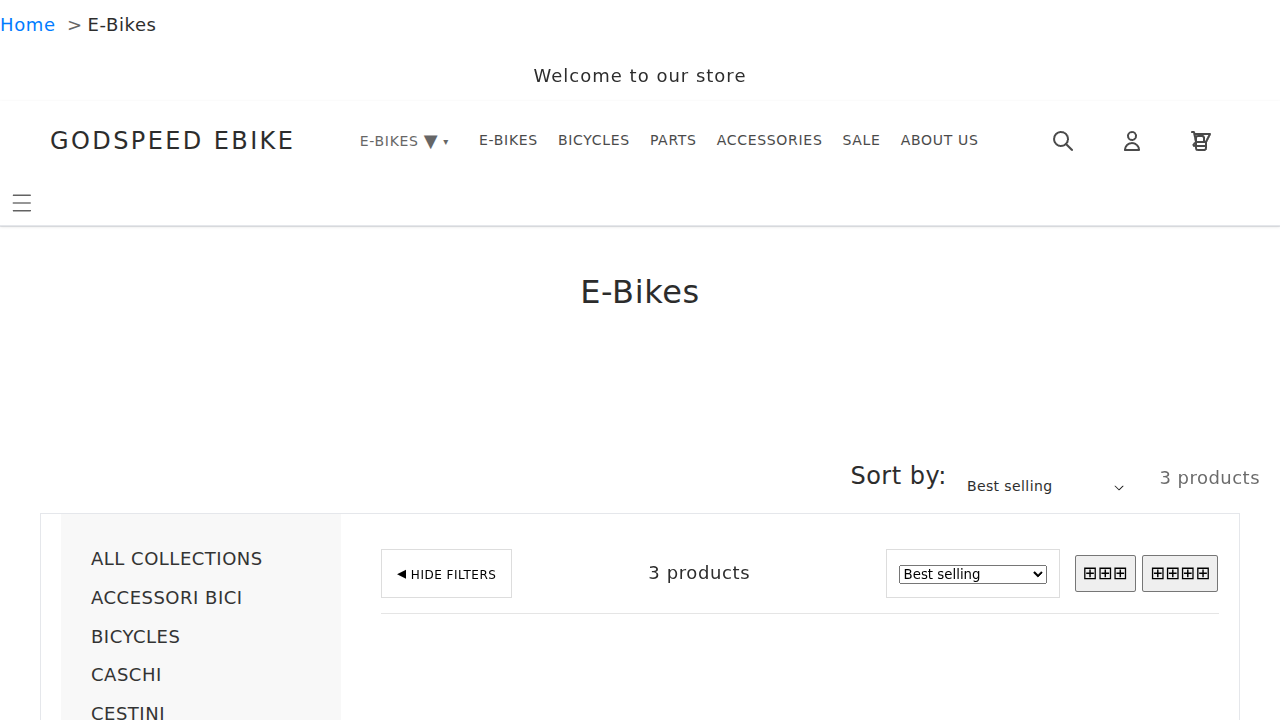 Home > E-Bikes
Welcome to our store
GODSPEED EBIKE
E-BIKES ▼ ▾
E-BIKES
BICYCLES
PARTS
ACCESSORIES
SALE
ABOUT US
E-Bikes
Sort by:
Best selling
3 products
ALL COLLECTIONS
ACCESSORI BICI
BICYCLES
CASCHI
CESTINI
◄ HIDE FILTERS
3 products
Best selling
⊞⊞⊞
⊞⊞⊞⊞